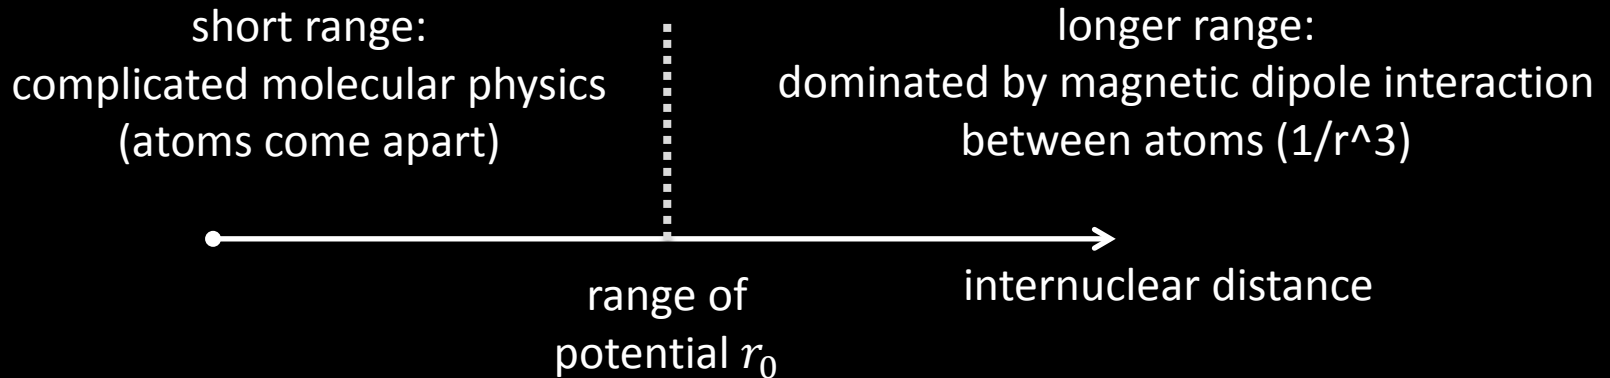 short range:
complicated molecular physics
(atoms come apart)
longer range:
dominated by magnetic dipole interaction
between atoms (1/r^3)
range of
potential r₀
internuclear distance